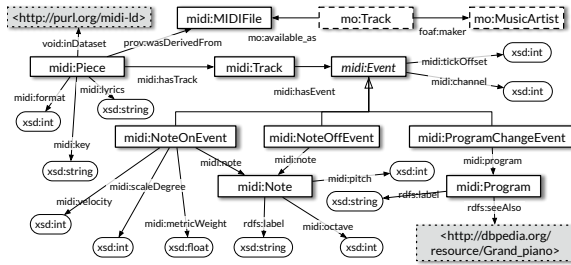 <http://purl.org/midi-ld>
midi:MIDIFile
mo:Track
mo:MusicArtist
mo:available_as
foaf:maker
void:inDataset
prov:wasDerivedFrom
midi:Piece
midi:hasTrack
midi:Track
midi:hasEvent
midi:Event
midi:tickOffset
xsd:int
midi:channel
xsd:int
midi:format
midi:lyrics
xsd:int
xsd:string
midi:key
xsd:string
midi:NoteOnEvent
midi:NoteOffEvent
midi:ProgramChangeEvent
midi:note
midi:note
midi:program
midi:scaleDegree
midi:Note
midi:pitch
xsd:int
midi:Program
rdfs:label
xsd:string
rdfs:seeAlso
midi:velocity
xsd:int
midi:metricWeight
rdfs:label
midi:octave
xsd:int
xsd:float
xsd:string
xsd:int
<http://dbpedia.org/
resource/Grand_piano>